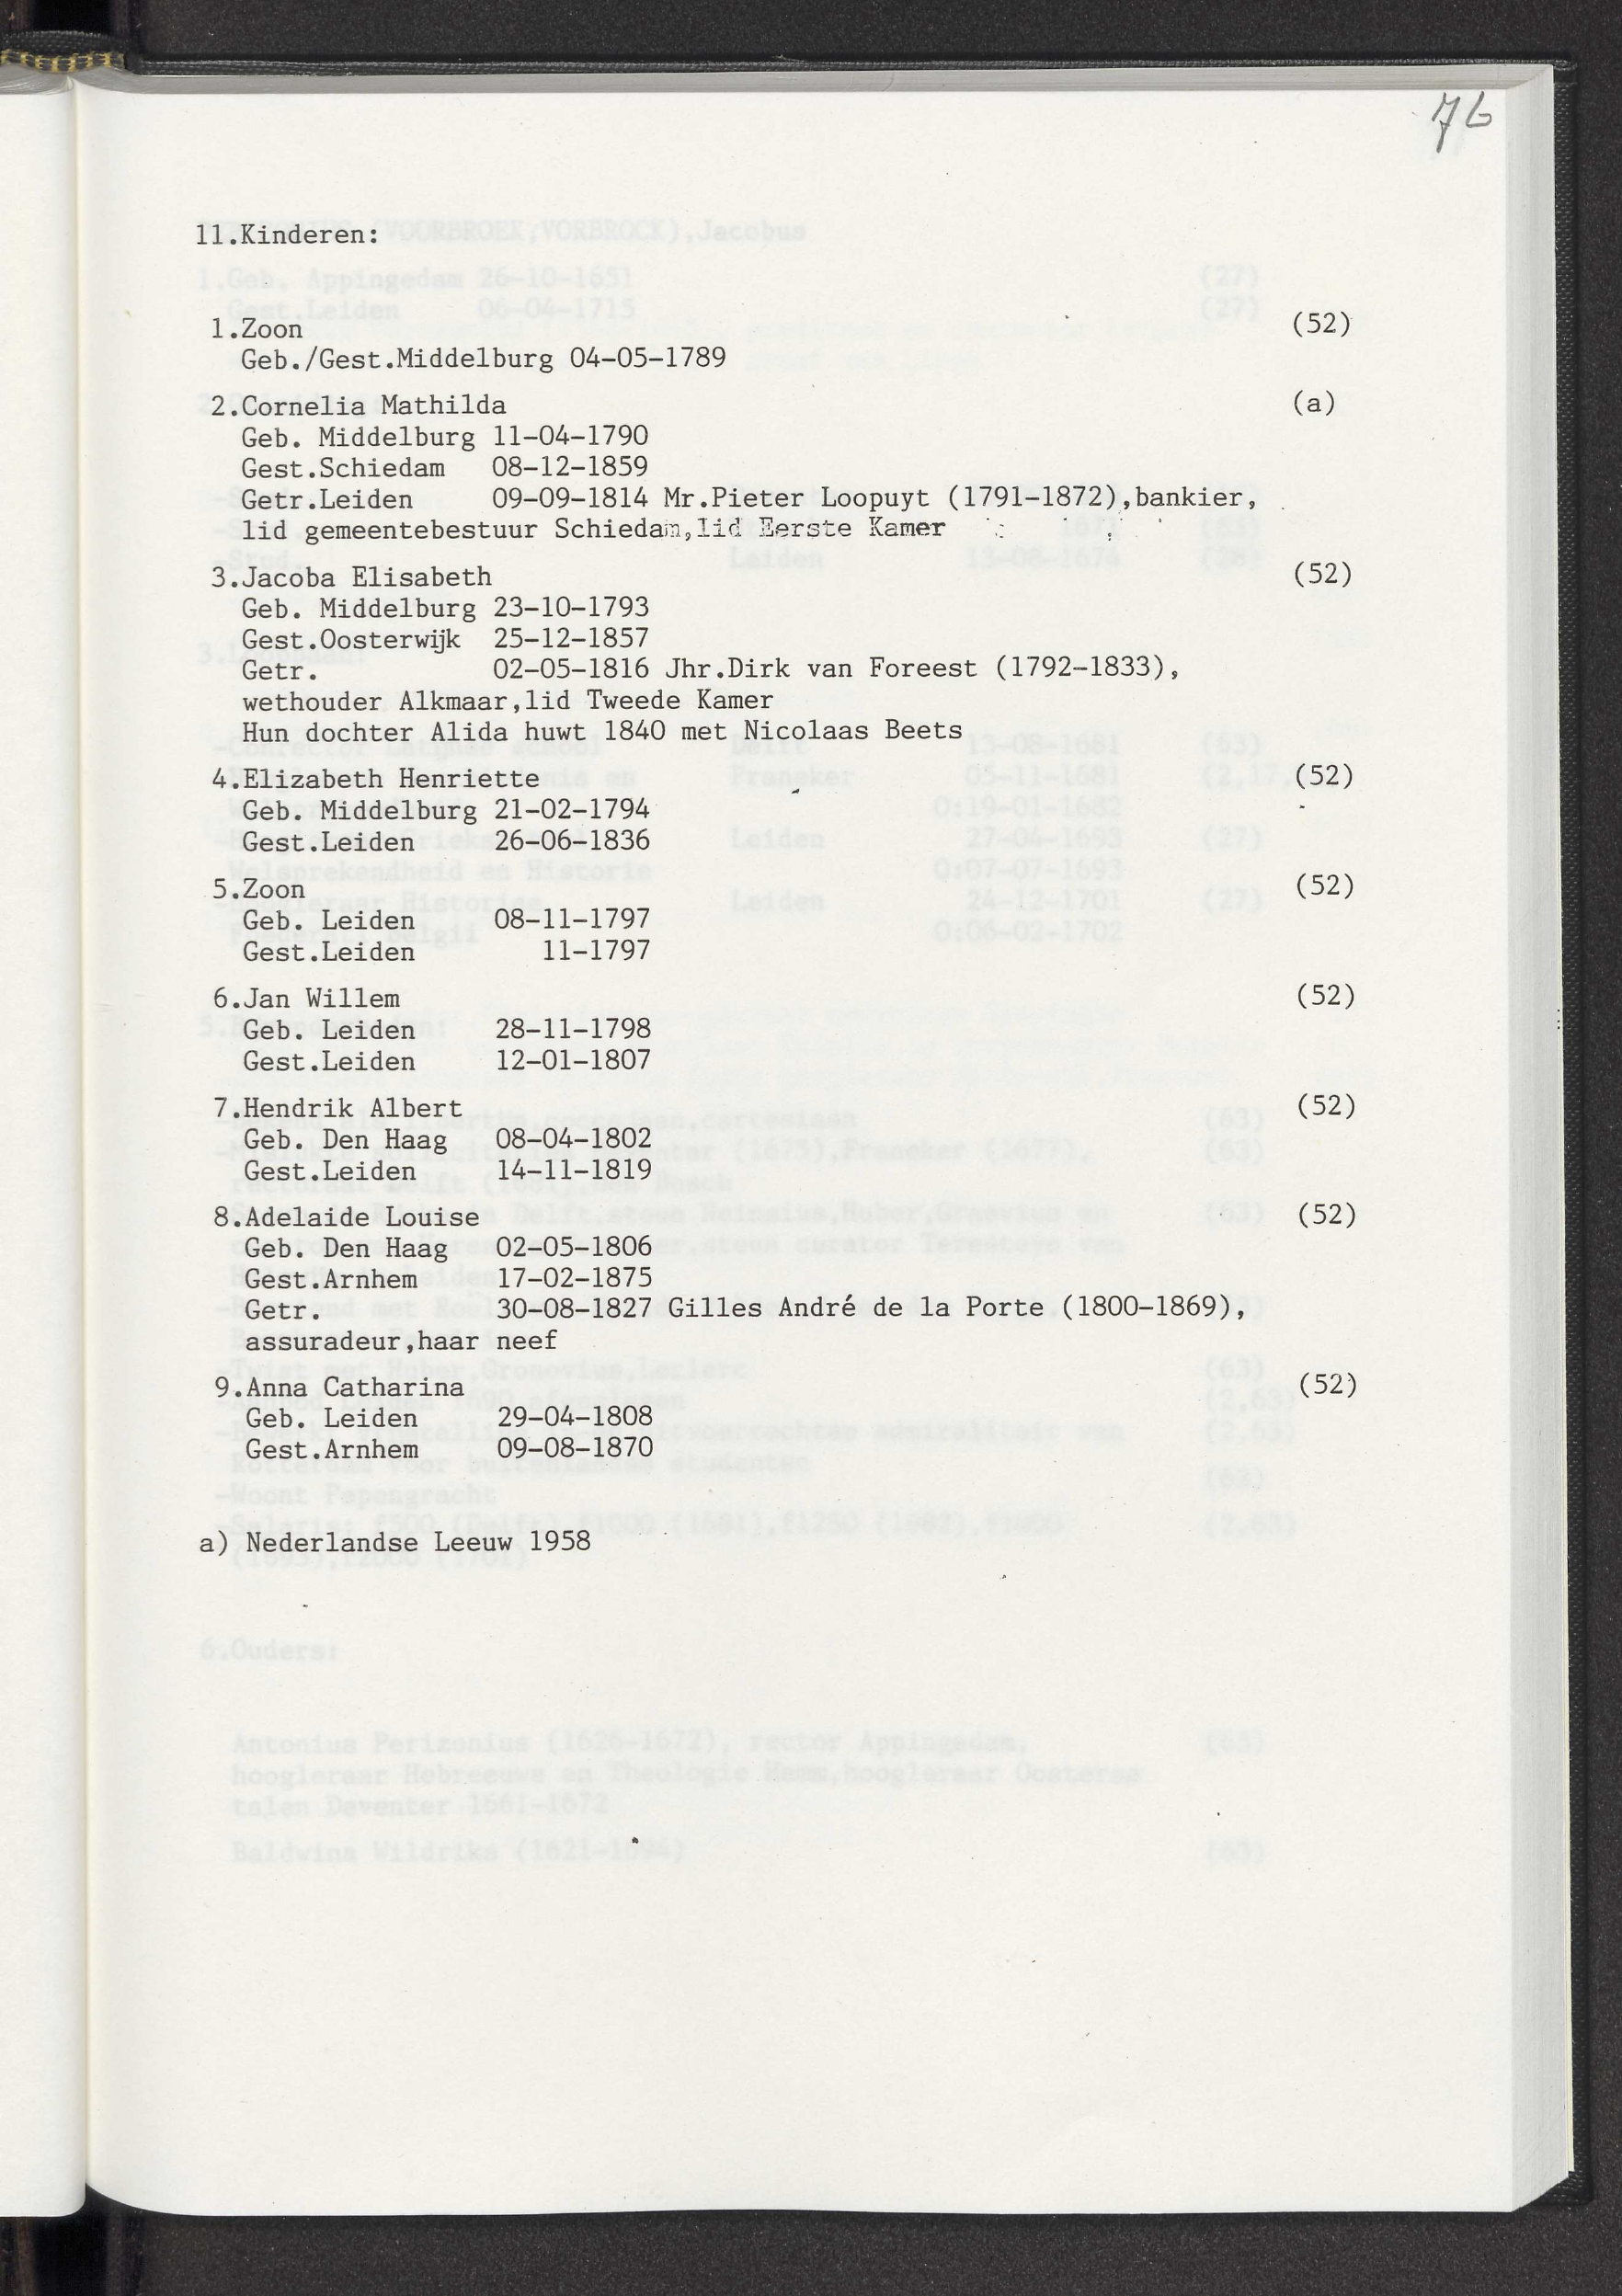 76
11.Kinderen:
1.Zoon (52)
Geb./Gest.Middelburg 04-05-1789
2.Cornelia Mathilda (a)
Geb. Middelburg 11-04-1790
Gest.Schiedam 08-12-1859
Getr.Leiden 09-09-1814 Mr.Pieter Loopuyt (1791-1872),bankier,
lid gemeentebestuur Schiedam,lid Eerste Kamer
3.Jacoba Elisabeth (52)
Geb. Middelburg 23-10-1793
Gest.Oosterwijk 25-12-1857
Getr. 02-05-1816 Jhr.Dirk van Foreest (1792-1833),
wethouder Alkmaar,lid Tweede Kamer
Hun dochter Alida huwt 1840 met Nicolaas Beets
4.Elizabeth Henriette (52)
Geb. Middelburg 21-02-1794
Gest.Leiden 26-06-1836
5.Zoon (52)
Geb. Leiden 08-11-1797
Gest.Leiden 11-1797
6.Jan Willem (52)
Geb. Leiden 28-11-1798
Gest.Leiden 12-01-1807
7.Hendrik Albert (52)
Geb. Den Haag 08-04-1802
Gest.Leiden 14-11-1819
8.Adelaide Louise (52)
Geb. Den Haag 02-05-1806
Gest.Arnhem 17-02-1875
Getr. 30-08-1827 Gilles André de la Porte (1800-1869),
assuradeur,haar neef
9.Anna Catharina (52)
Geb. Leiden 29-04-1808
Gest.Arnhem 09-08-1870
a) Nederlandse Leeuw 1958